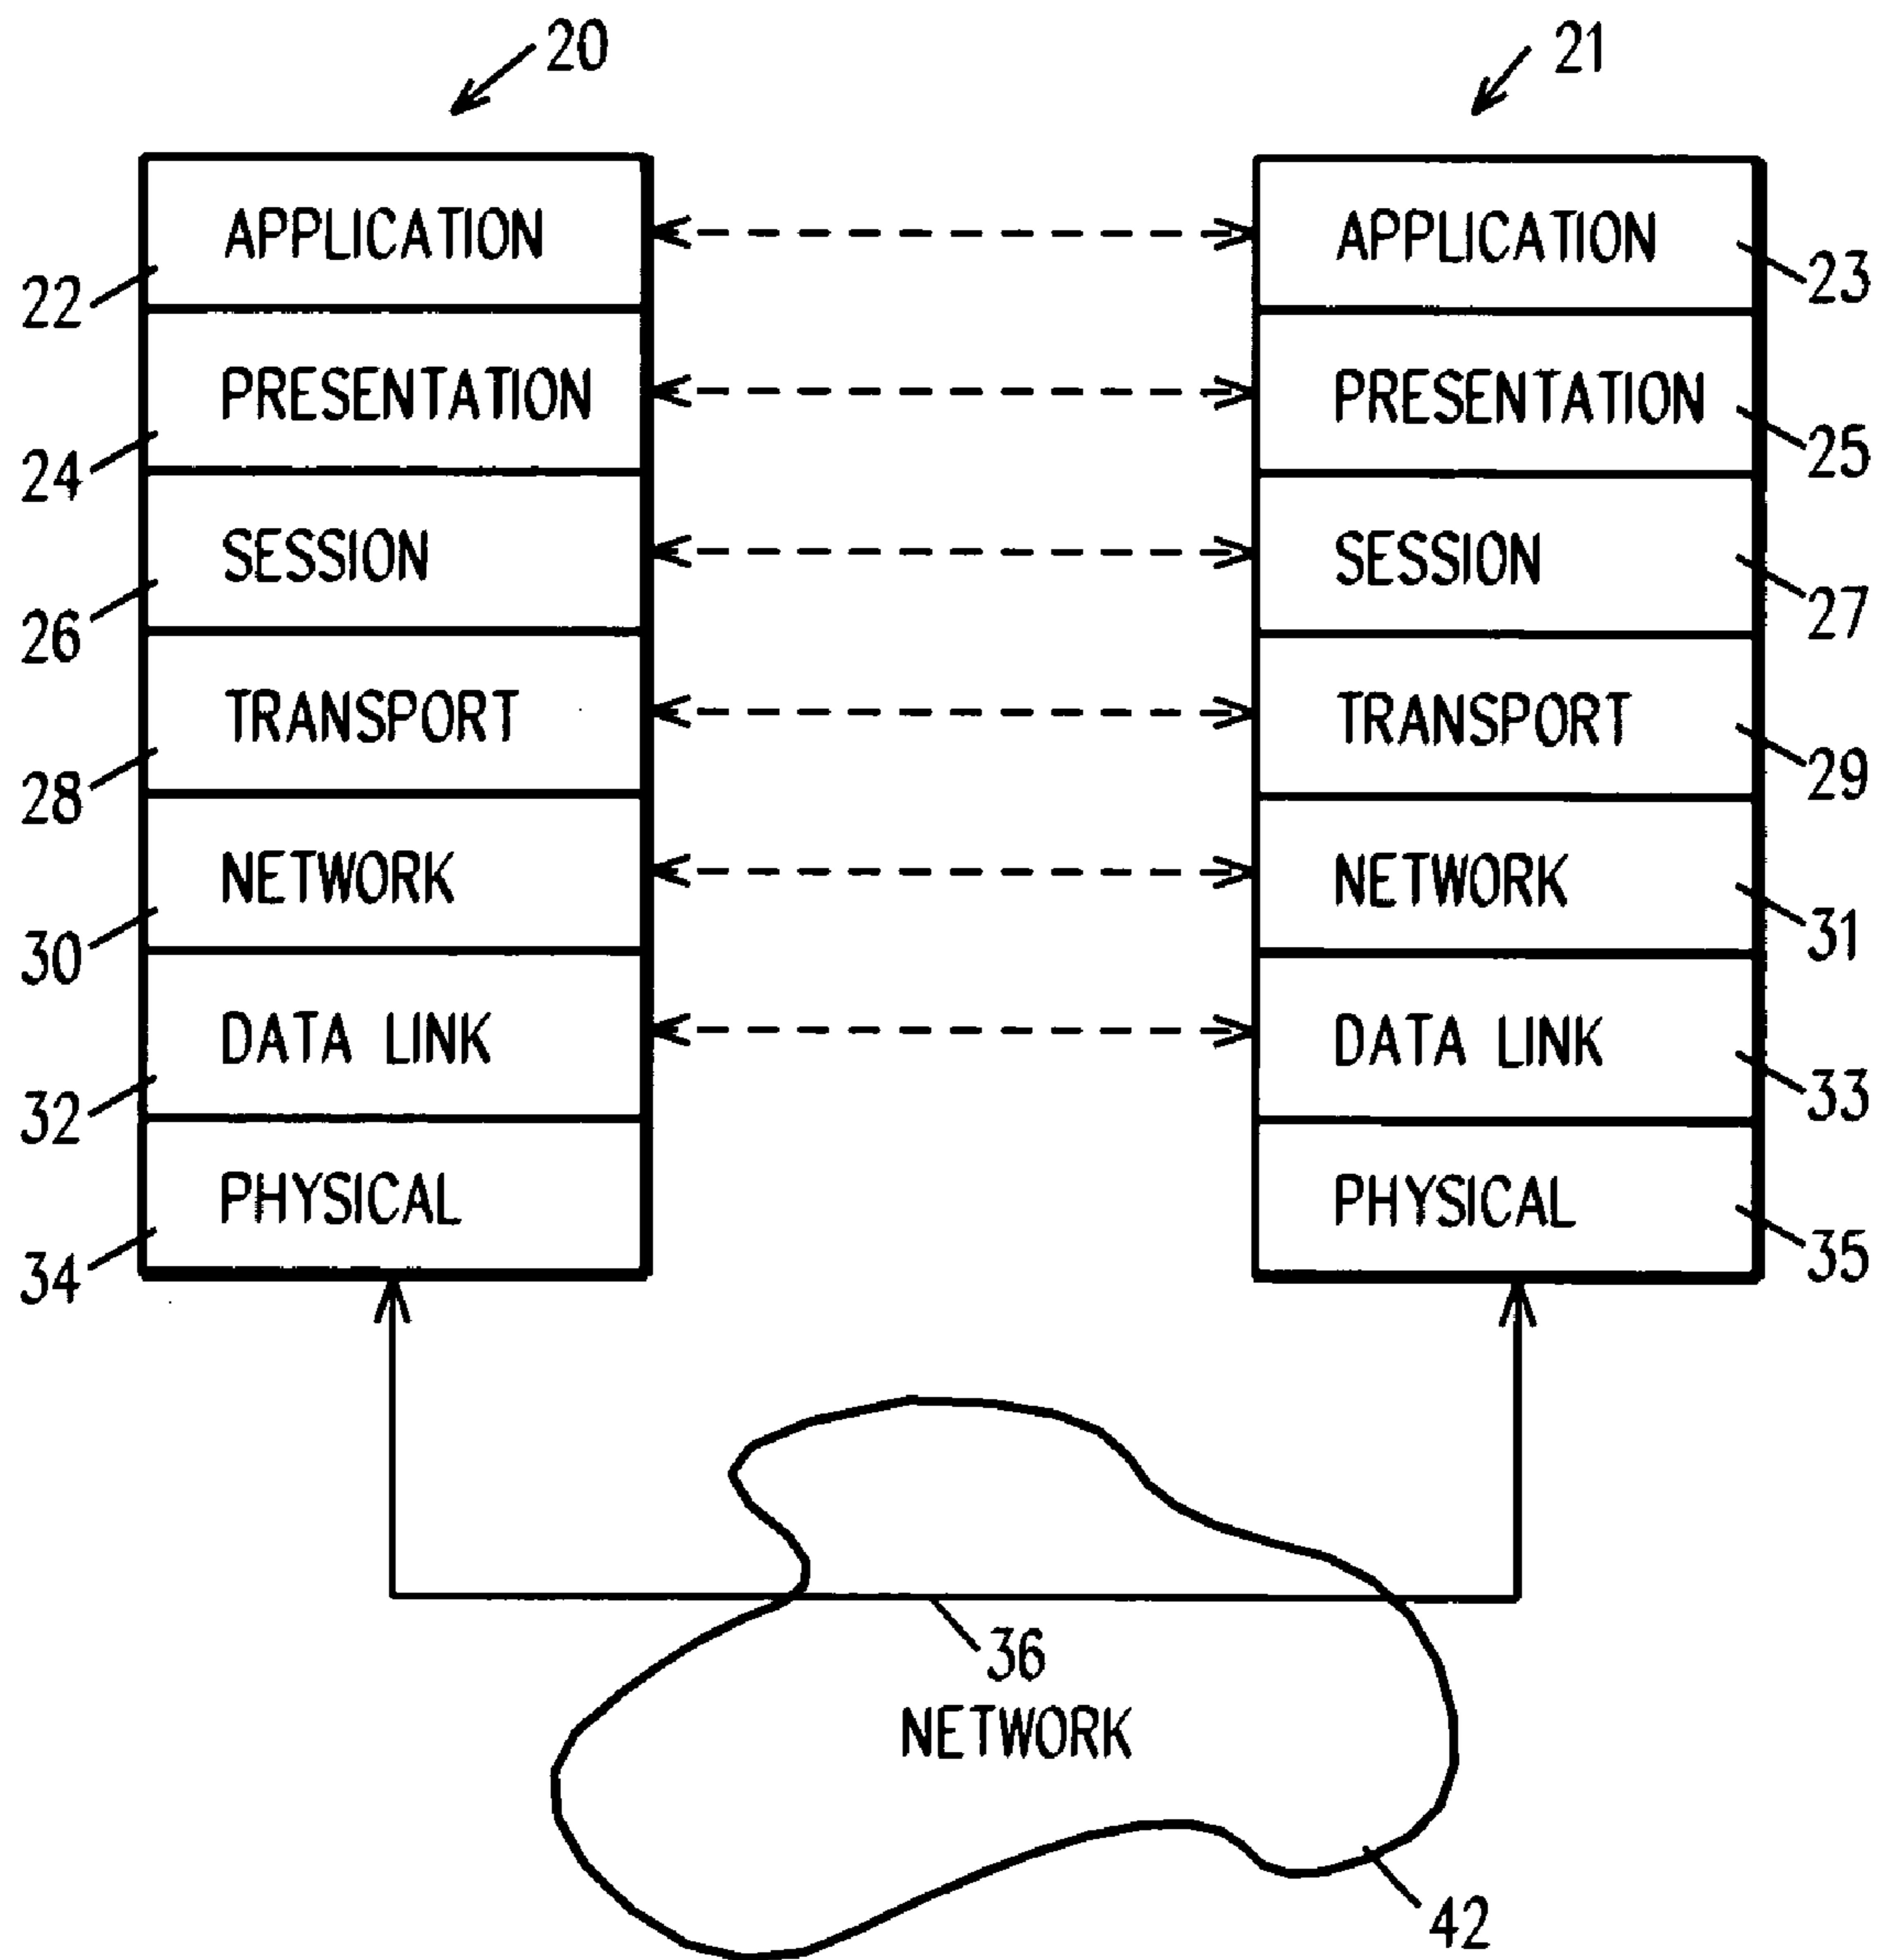 20 21
APPLICATION APPLICATION
22 23
PRESENTATION PRESENTATION
24 25
SESSION SESSION
26 27
TRANSPORT TRANSPORT
28 29
NETWORK NETWORK
30 31
DATA LINK DATA LINK
32 33
PHYSICAL PHYSICAL
34 35
36
NETWORK
42